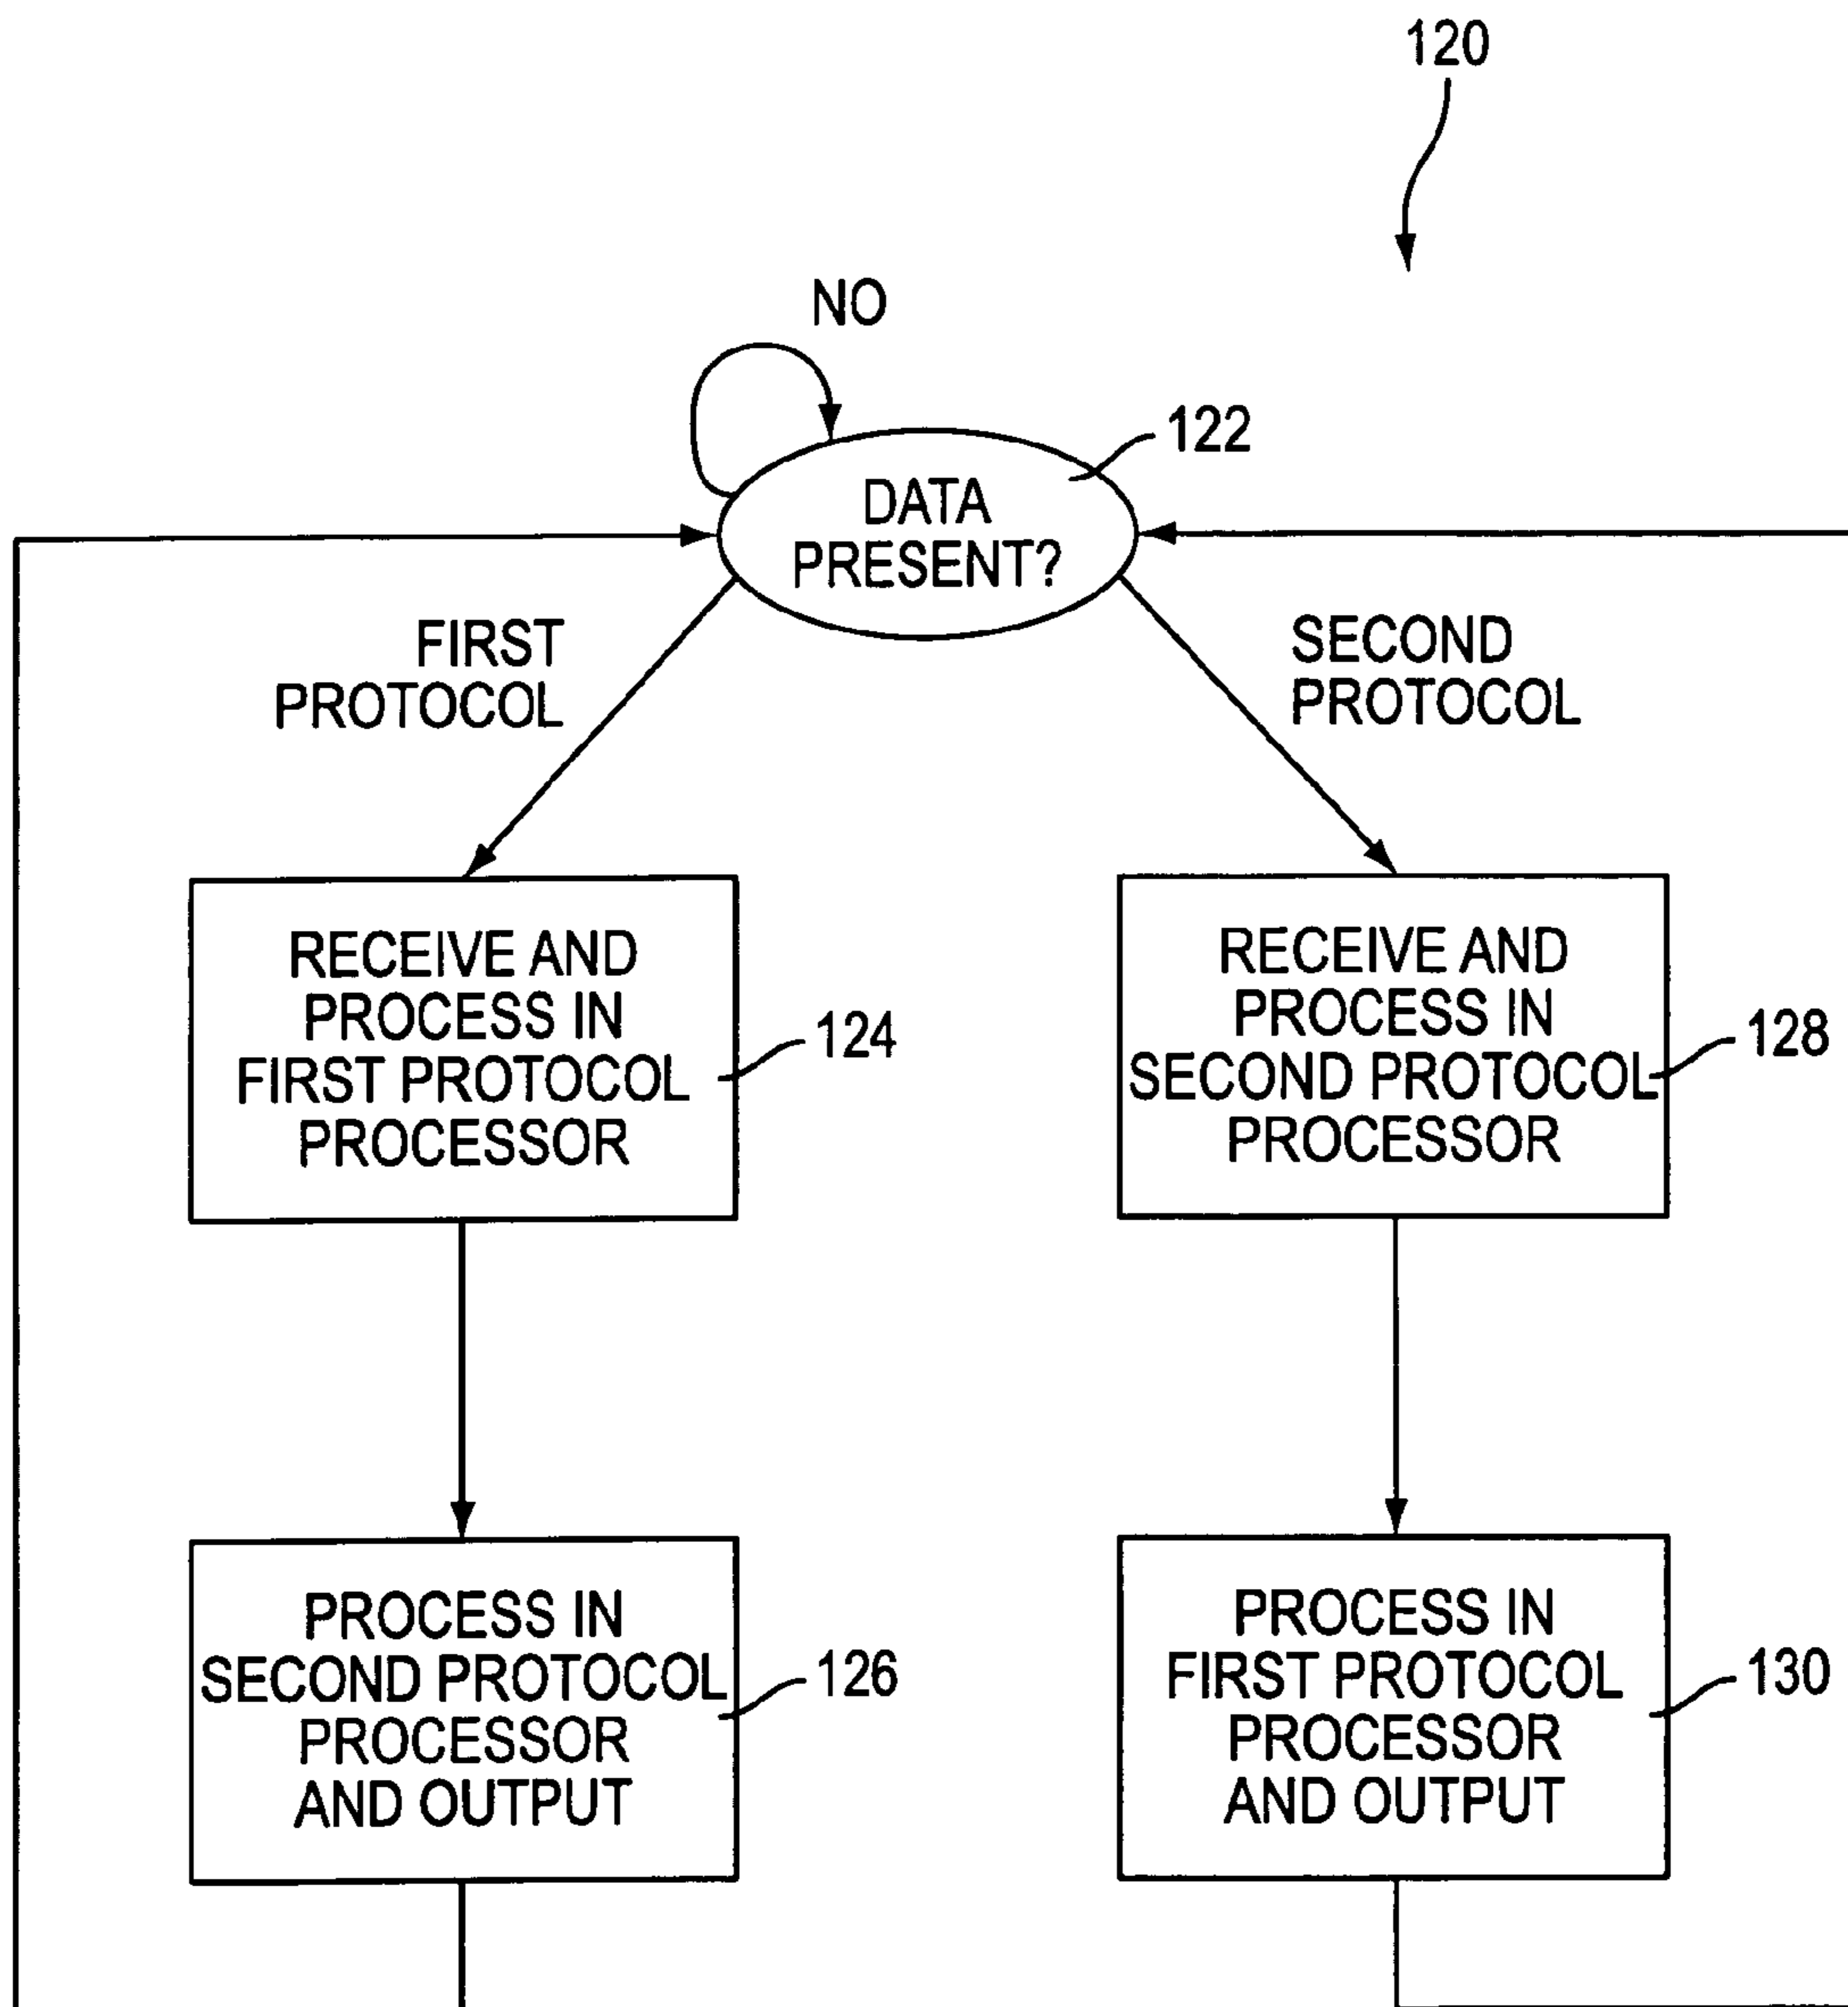 120
NO
122
DATA
PRESENT?
FIRST
PROTOCOL
SECOND
PROTOCOL
RECEIVE AND
PROCESS IN
FIRST PROTOCOL
PROCESSOR
124
RECEIVE AND
PROCESS IN
SECOND PROTOCOL
PROCESSOR
128
PROCESS IN
SECOND PROTOCOL
PROCESSOR
AND OUTPUT
126
PROCESS IN
FIRST PROTOCOL
PROCESSOR
AND OUTPUT
130